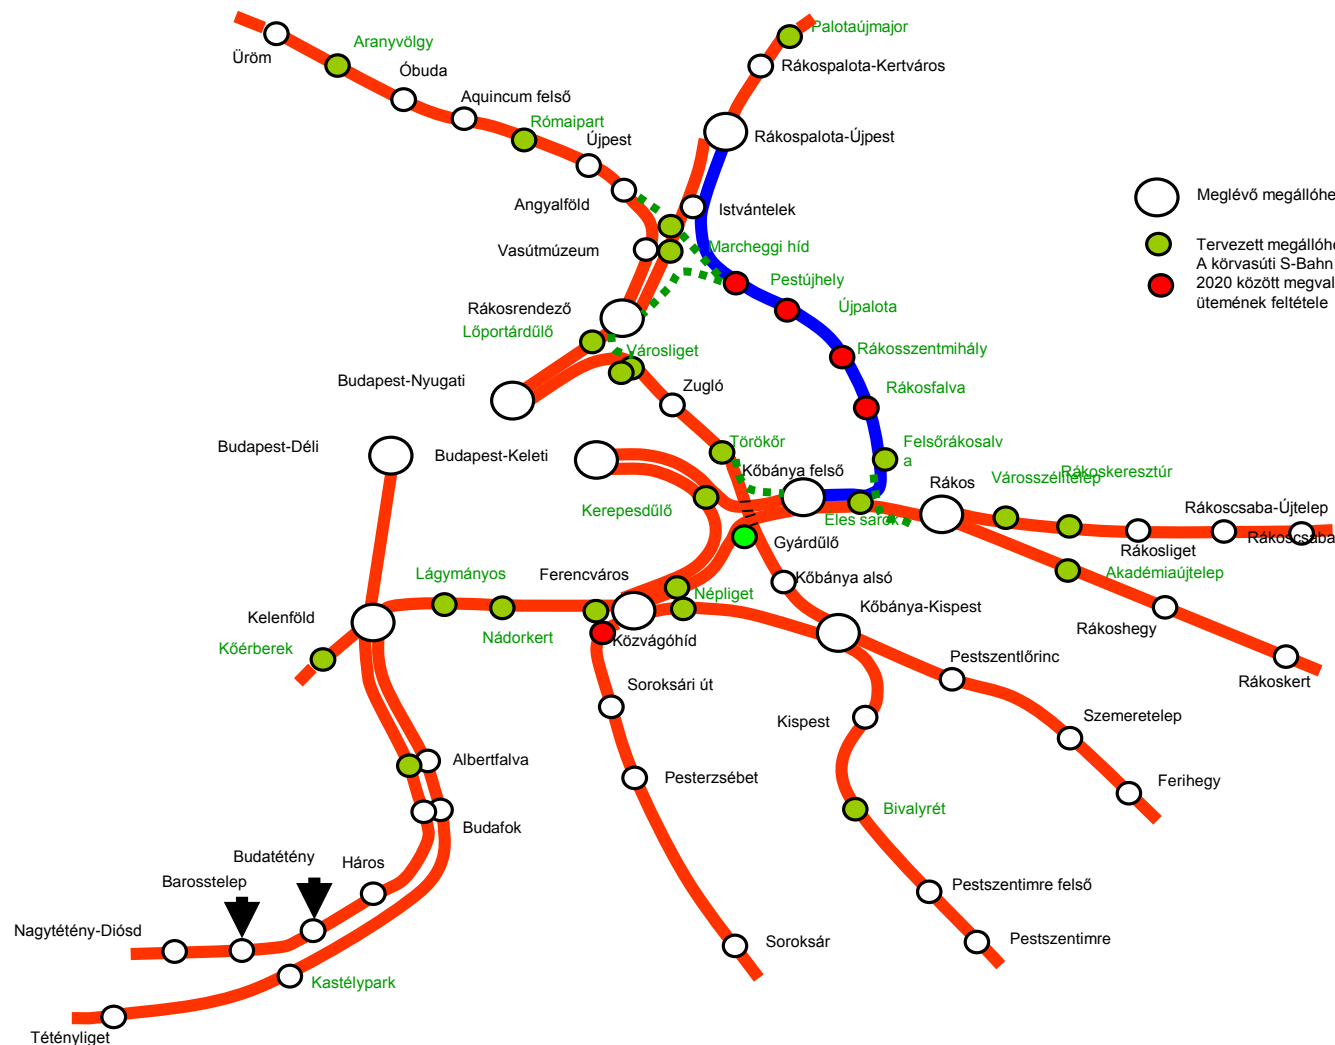 Palotaújmajor
Üröm
Aranyvölgy
Óbuda
Rákospalota-Kertváros
Aquincum felső
Rómaipart
Újpest
Rákospalota-Újpest
Angyalföld
Istvántelek
Meglévő megállóhe
Vasútmúzeum
Marcheggi híd
Tervezett megállóhe
A körvasúti S-Bahn
2020 között megval
ütemének feltétele
Pestújhely
Rákosrendező
Újpalota
Lőportárdűlő
Városliget
Rákosszentmihály
Budapest-Nyugati
Zugló
Rákosfalva
Budapest-Déli
Budapest-Keleti
Törökőr
Felsőrákosalv
a
Kőbánya felső
Rákos
Városszélitelep
Rákoskeresztúr
Kerepesdűlő
Éles sarok
Rákoscsaba-Újtelep
Rákoscsaba
Gyárdűlő
Rákosliget
Lágymányos
Ferencváros
Népliget
Kőbánya alsó
Akadémiaújtelep
Kelenföld
Nádorkert
Közvágóhíd
Kőbánya-Kispest
Rákoshegy
Kőérberek
Pestszentlőrinc
Rákoskert
Soroksári út
Kispest
Szemeretelep
Albertfalva
Pesterzsébet
Ferihegy
Budafok
Bivalyrét
Budatétény
Háros
Barosstelep
Pestszentimre felső
Nagytétény-Diósd
Soroksár
Pestszentimre
Kastélypark
Tétényliget